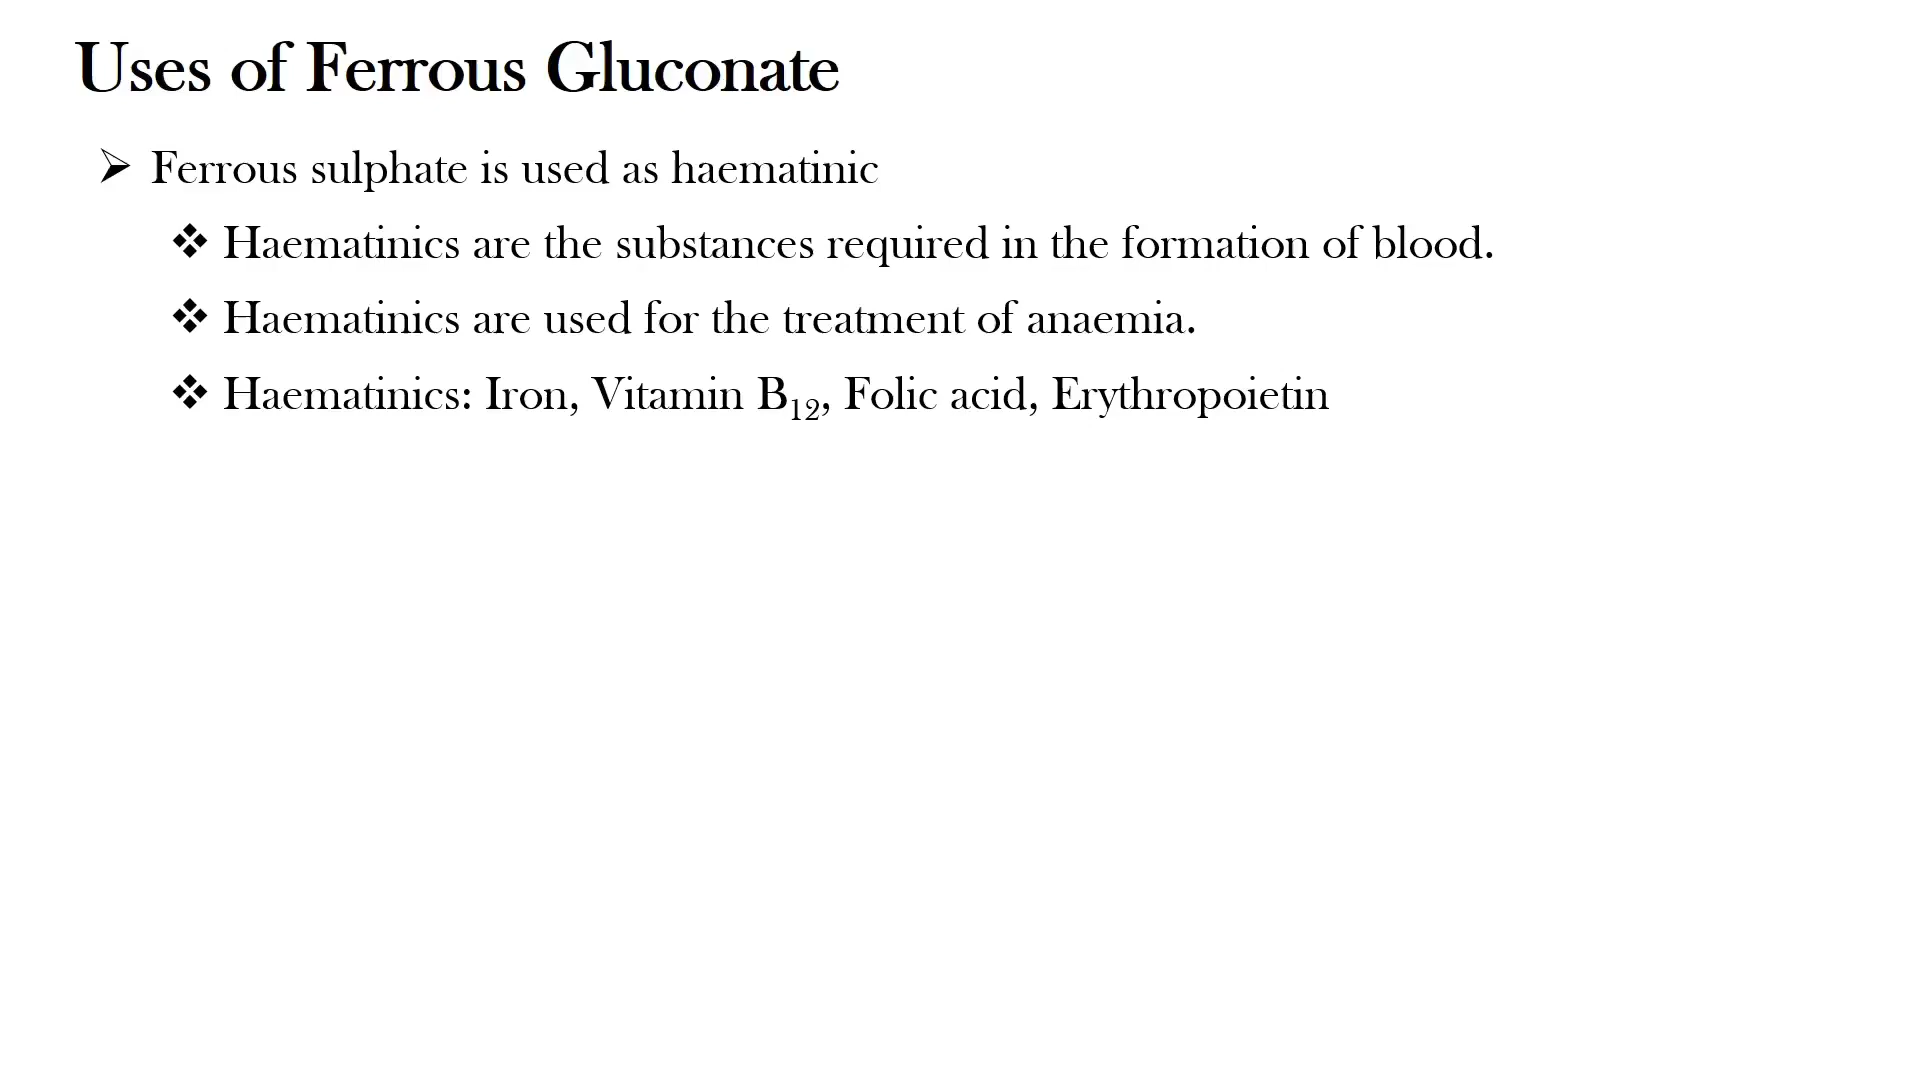 Uses of Ferrous Gluconate
➢ Ferrous sulphate is used as haematinic
❖ Haematinics are the substances required in the formation of blood.
❖ Haematinics are used for the treatment of anaemia.
❖ Haematinics: Iron, Vitamin B₁₂, Folic acid, Erythropoietin